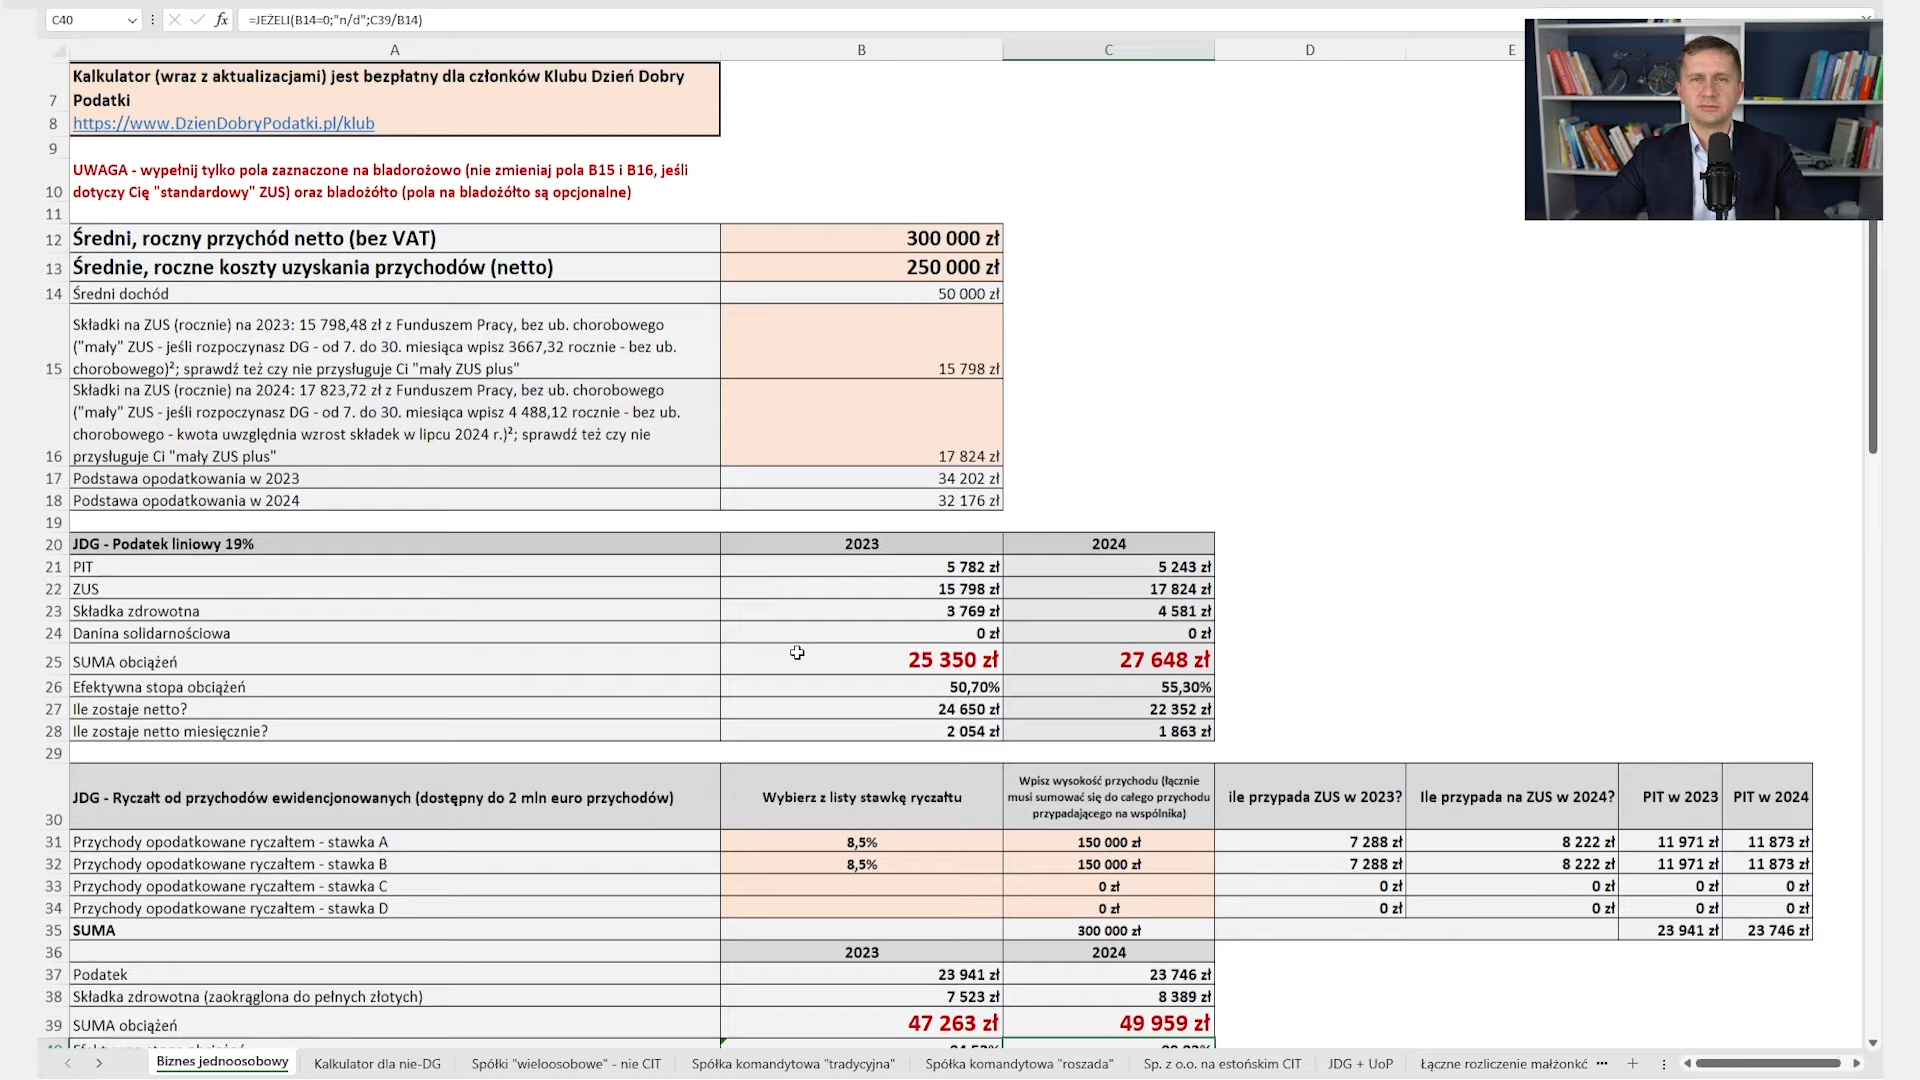 C40 fx =JEŻELI(B14=0;"n/d";C39/B14)
A B C D E
7 Kalkulator (wraz z aktualizacjami) jest bezpłatny dla członków Klubu Dzień Dobry
Podatki
8 https://www.DzienDobryPodatki.pl/klub
9
10 UWAGA - wypełnij tylko pola zaznaczone na bladoróżowo (nie zmieniaj pola B15 i B16, jeśli
dotyczy Cię "standardowy" ZUS) oraz bladożółto (pola na bladożółto są opcjonalne)
11
12 Średni, roczny przychód netto (bez VAT) 300 000 zł
13 Średnie, roczne koszty uzyskania przychodów (netto) 250 000 zł
14 Średni dochód 50 000 zł
Składki na ZUS (rocznie) na 2023: 15 798,48 zł z Funduszem Pracy, bez ub. chorobowego
("mały" ZUS - jeśli rozpoczynasz DG - od 7. do 30. miesiąca wpisz 3667,32 rocznie - bez ub.
15 chorobowego)²; sprawdź też czy nie przysługuje Ci "mały ZUS plus" 15 798 zł
Składki na ZUS (rocznie) na 2024: 17 823,72 zł z Funduszem Pracy, bez ub. chorobowego
("mały" ZUS - jeśli rozpoczynasz DG - od 7. do 30. miesiąca wpisz 4 488,12 rocznie - bez ub.
chorobowego - kwota uwzględnia wzrost składek w lipcu 2024 r.)²; sprawdź też czy nie
16 przysługuje Ci "mały ZUS plus" 17 824 zł
17 Podstawa opodatkowania w 2023 34 202 zł
18 Podstawa opodatkowania w 2024 32 176 zł
19
20 JDG - Podatek liniowy 19% 2023 2024
21 PIT 5 782 zł 5 243 zł
22 ZUS 15 798 zł 17 824 zł
23 Składka zdrowotna 3 769 zł 4 581 zł
24 Danina solidarnościowa 0 zł 0 zł
25 SUMA obciążeń 25 350 zł 27 648 zł
26 Efektywna stopa obciążeń 50,70% 55,30%
27 Ile zostaje netto? 24 650 zł 22 352 zł
28 Ile zostaje netto miesięcznie? 2 054 zł 1 863 zł
29
30 JDG - Ryczałt od przychodów ewidencjonowanych (dostępny do 2 mln euro przychodów) Wybierz z listy stawkę ryczałtu Wpisz wysokość przychodu (łącznie musi sumować się do całego przychodu przypadającego na wspólnika) ile przypada ZUS w 2023? Ile przypada na ZUS w 2024? PIT w 2023 PIT w 2024
31 Przychody opodatkowane ryczałtem - stawka A 8,5% 150 000 zł 7 288 zł 8 222 zł 11 971 zł 11 873 zł
32 Przychody opodatkowane ryczałtem - stawka B 8,5% 150 000 zł 7 288 zł 8 222 zł 11 971 zł 11 873 zł
33 Przychody opodatkowane ryczałtem - stawka C 0 zł 0 zł 0 zł 0 zł 0 zł
34 Przychody opodatkowane ryczałtem - stawka D 0 zł 0 zł 0 zł 0 zł 0 zł
35 SUMA 300 000 zł 23 941 zł 23 746 zł
36 2023 2024
37 Podatek 23 941 zł 23 746 zł
38 Składka zdrowotna (zaokrąglona do pełnych złotych) 7 523 zł 8 389 zł
39 SUMA obciążeń 47 263 zł 49 959 zł
Biznes jednoosobowy Kalkulator dla nie-DG Spółki "wieloosobowe" - nie CIT Spółka komandytowa "tradycyjna" Spółka komandytowa "roszada" Sp. z o.o. na estońskim CIT JDG + UoP Łączne rozliczenie małżonkć ...